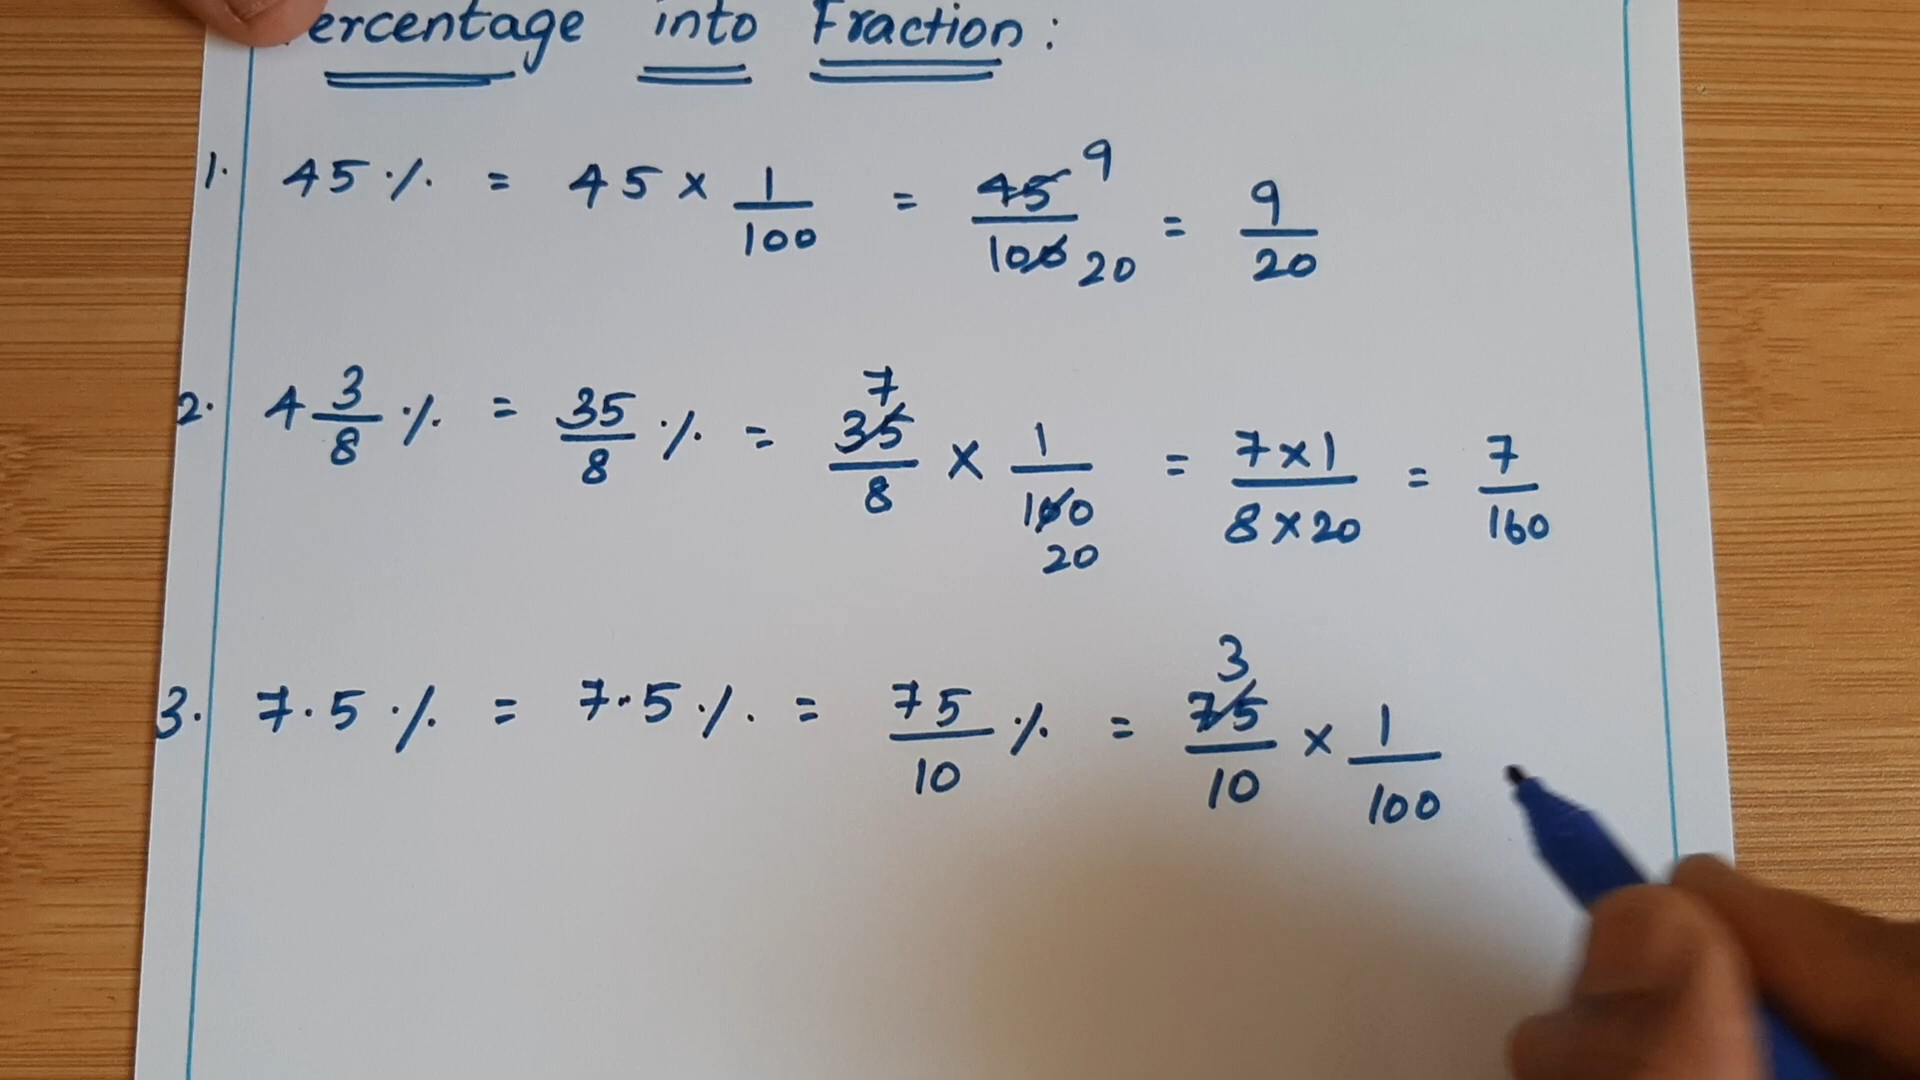 ercentage into Fraction :
1. 45 % = 45 × 1/100 = 45/100 9 20 = 9/20
2. 4 3/8 % = 35/8 % = 7 35/8 × 1/100 20 = 7×1/8×20 = 7/160
3. 7.5 % = 7.5 % = 75/10 % = 3 75/10 × 1/100